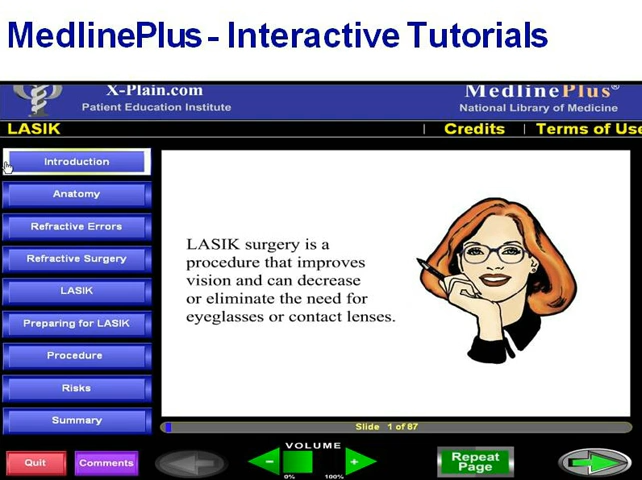 MedlinePlus - Interactive Tutorials
X-Plain.com
Patient Education Institute
MedlinePlus®
National Library of Medicine
LASIK
| Credits | Terms of Use
Introduction
Anatomy
Refractive Errors
Refractive Surgery
LASIK
Preparing for LASIK
Procedure
Risks
Summary
LASIK surgery is a
procedure that improves
vision and can decrease
or eliminate the need for
eyeglasses or contact lenses.
Slide 1 of 87
Quit
Comments
VOLUME
- +
0% 100%
Repeat
Page